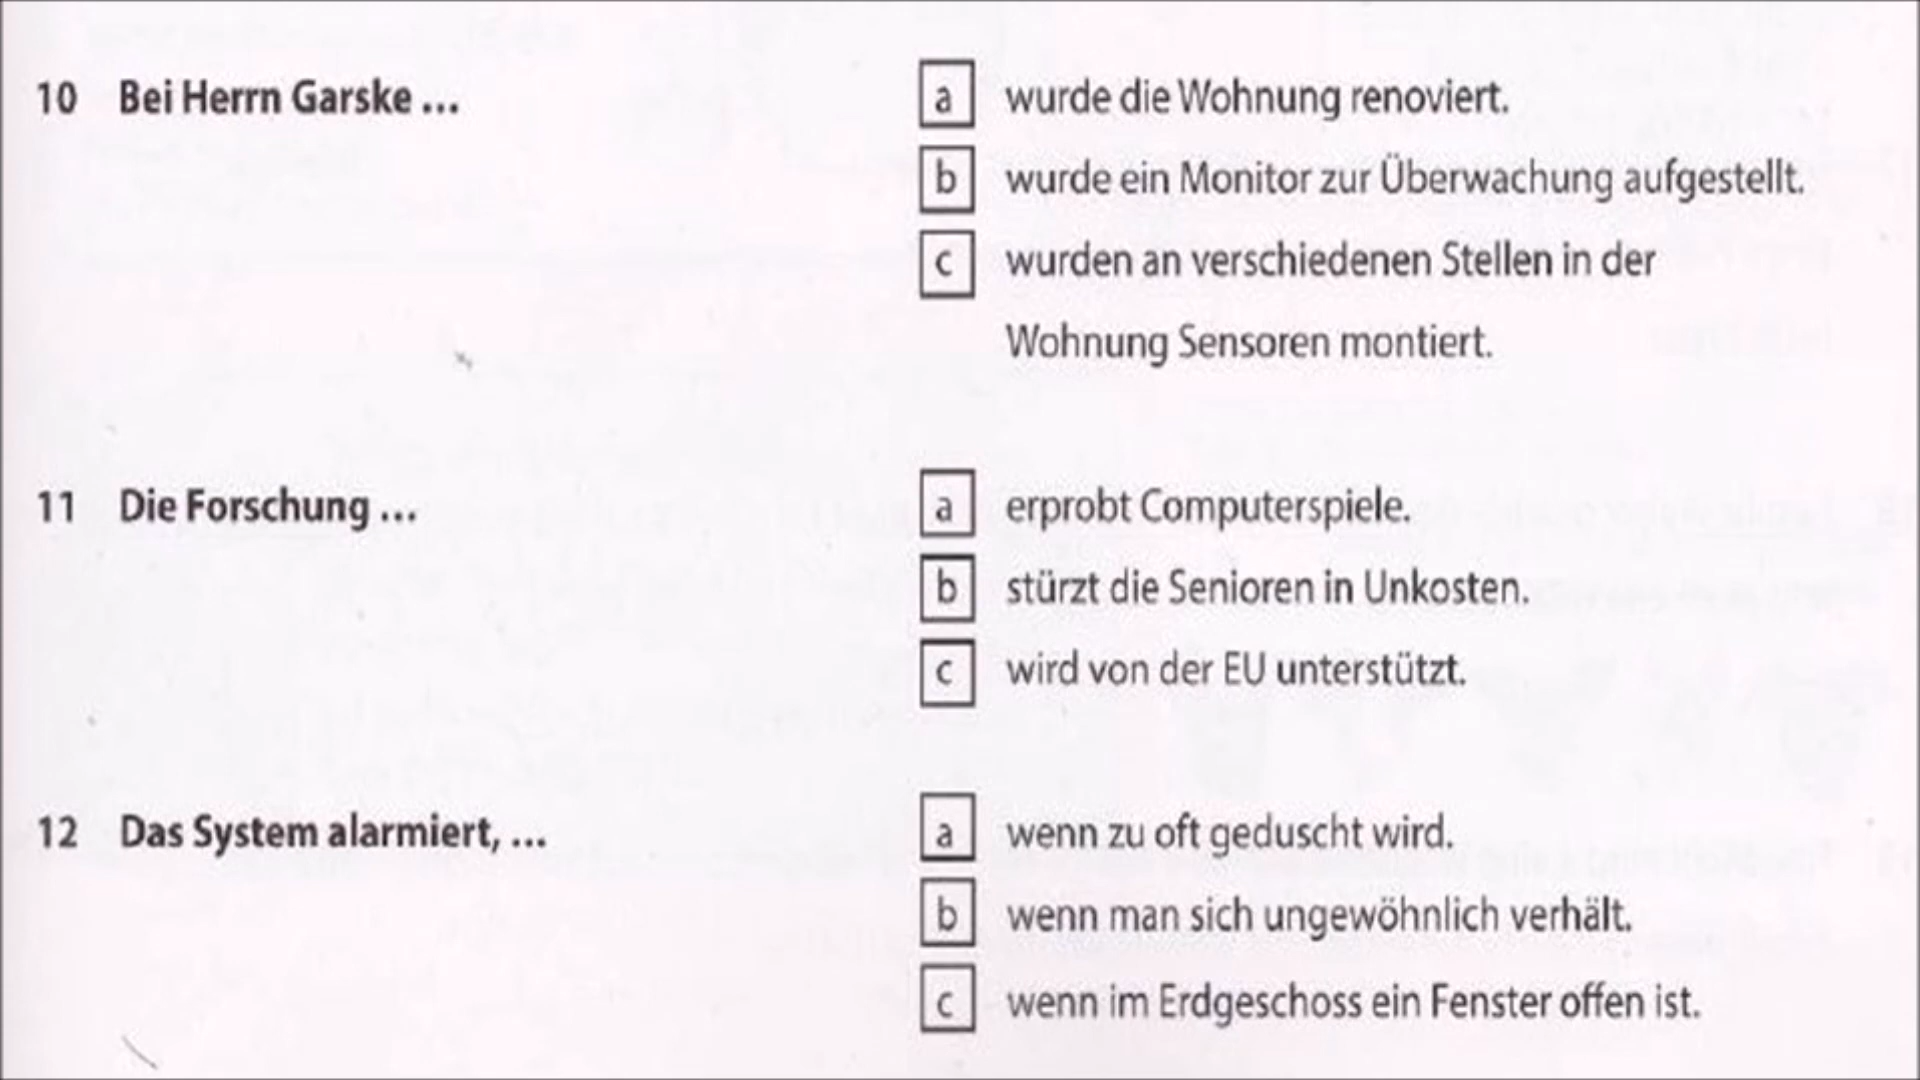 10 Bei Herrn Garske ...
a wurde die Wohnung renoviert.
b wurde ein Monitor zur Überwachung aufgestellt.
c wurden an verschiedenen Stellen in der
Wohnung Sensoren montiert.
11 Die Forschung ...
a erprobt Computerspiele.
b stürzt die Senioren in Unkosten.
c wird von der EU unterstützt.
12 Das System alarmiert, ...
a wenn zu oft geduscht wird.
b wenn man sich ungewöhnlich verhält.
c wenn im Erdgeschoss ein Fenster offen ist.